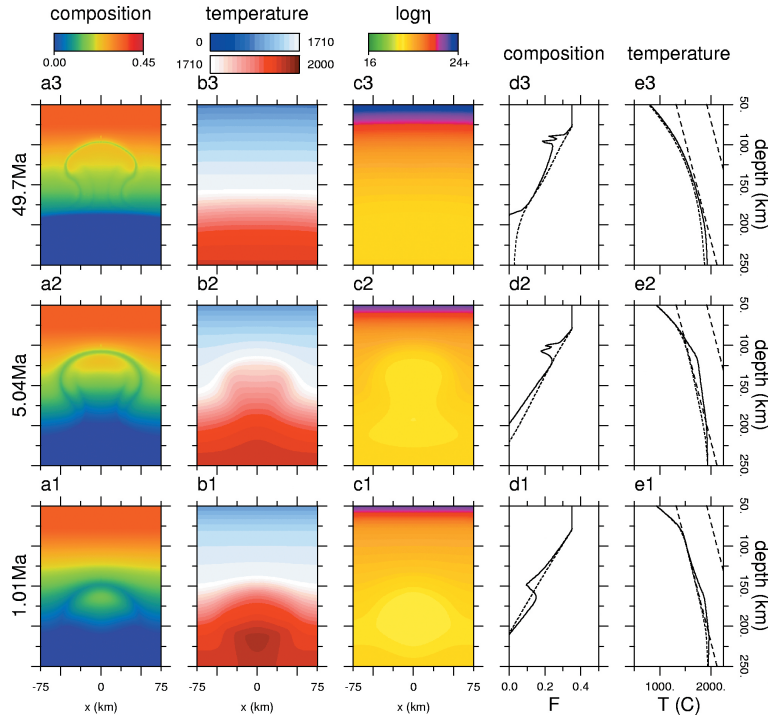 composition temperature logη
0.00 0.45
0 1710
1710 2000
16 24+
composition temperature
a3 b3 c3 d3 e3
49.7Ma
50. 100. 150. 200. 250.
depth (km)
a2 b2 c2 d2 e2
5.04Ma
50. 100. 150. 200. 250.
depth (km)
a1 b1 c1 d1 e1
1.01Ma
50. 100. 150. 200. 250.
depth (km)
-75 0 75 -75 0 75 -75 0 75 0.0 0.2 0.4 1000. 2000.
x (km) x (km) x (km) F T (C)